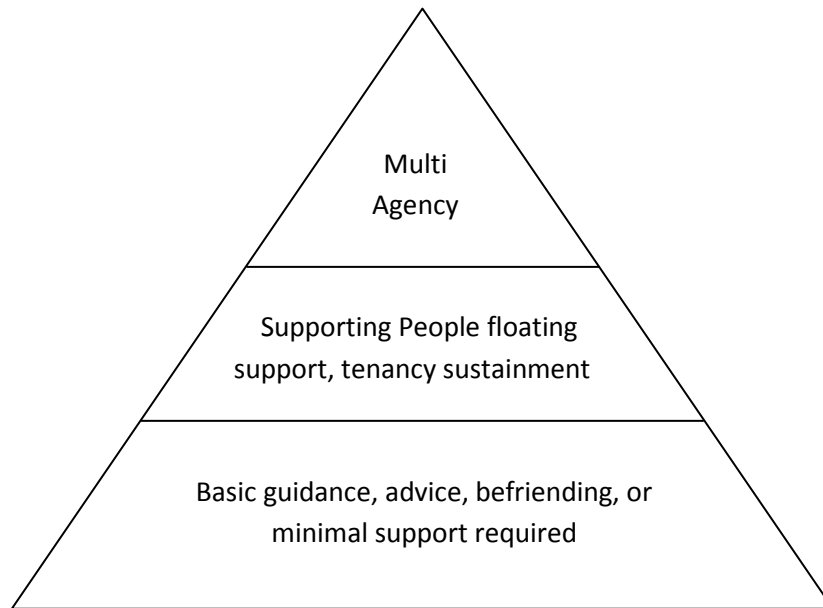 Multi
Agency
Supporting People floating
support, tenancy sustainment
Basic guidance, advice, befriending, or
minimal support required